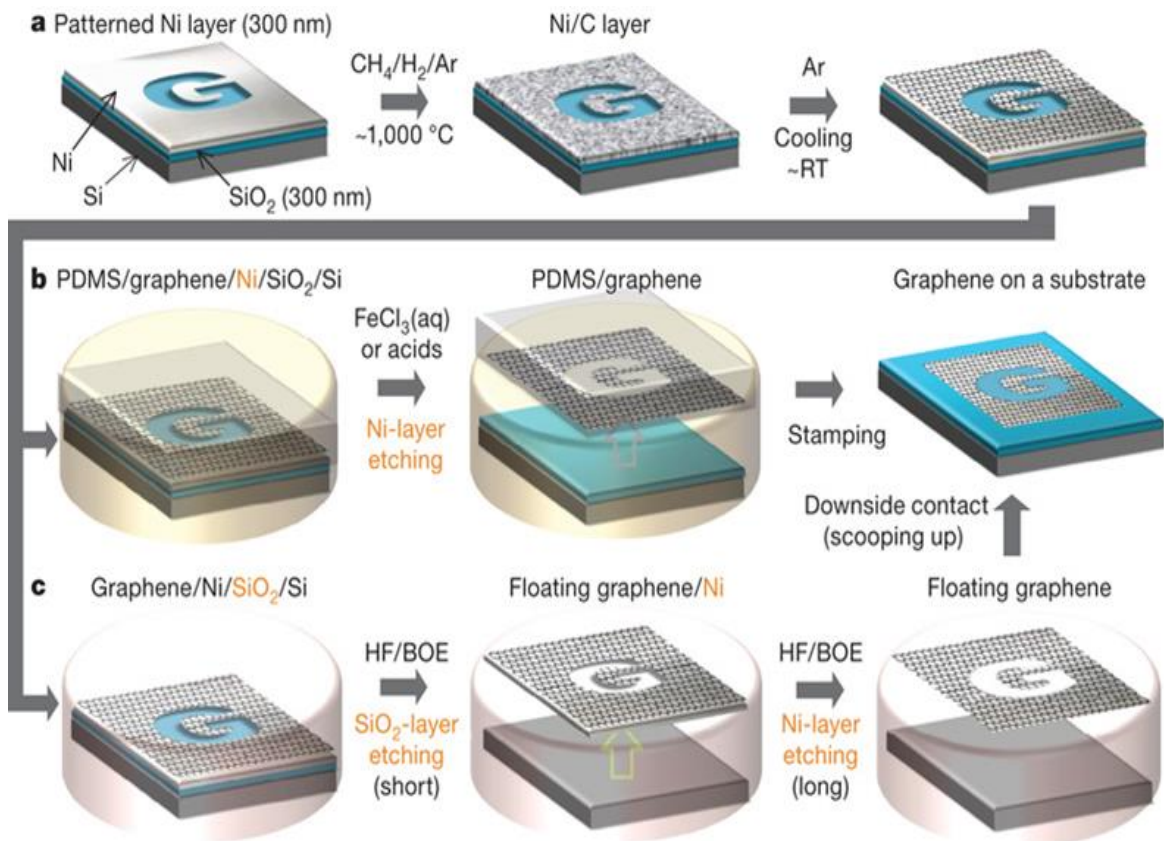 a Patterned Ni layer (300 nm)
CH₄/H₂/Ar
~1,000 °C
Ni/C layer
Ar
Cooling
~RT
Ni
Si
SiO₂ (300 nm)
b PDMS/graphene/Ni/SiO₂/Si
FeCl₃(aq)
or acids
Ni-layer
etching
PDMS/graphene
Stamping
Graphene on a substrate
Downside contact
(scooping up)
c Graphene/Ni/SiO₂/Si
HF/BOE
SiO₂-layer
etching
(short)
Floating graphene/Ni
HF/BOE
Ni-layer
etching
(long)
Floating graphene